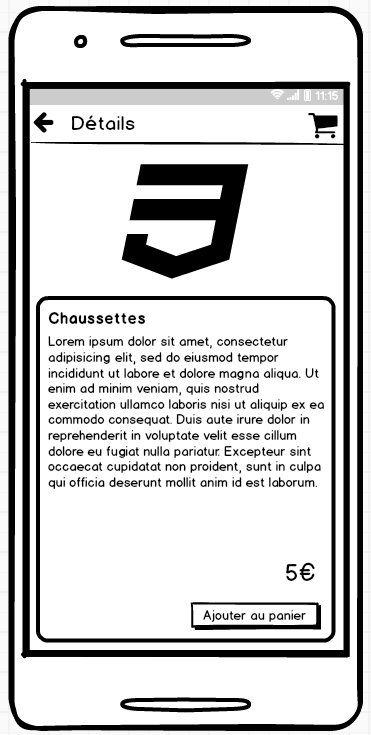 11:15
Détails
Chaussettes
Lorem ipsum dolor sit amet, consectetur
adipisicing elit, sed do eiusmod tempor
incididunt ut labore et dolore magna aliqua. Ut
enim ad minim veniam, quis nostrud
exercitation ullamco laboris nisi ut aliquip ex ea
commodo consequat. Duis aute irure dolor in
reprehenderit in voluptate velit esse cillum
dolore eu fugiat nulla pariatur. Excepteur sint
occaecat cupidatat non proident, sunt in culpa
qui officia deserunt mollit anim id est laborum.
5€
Ajouter au panier